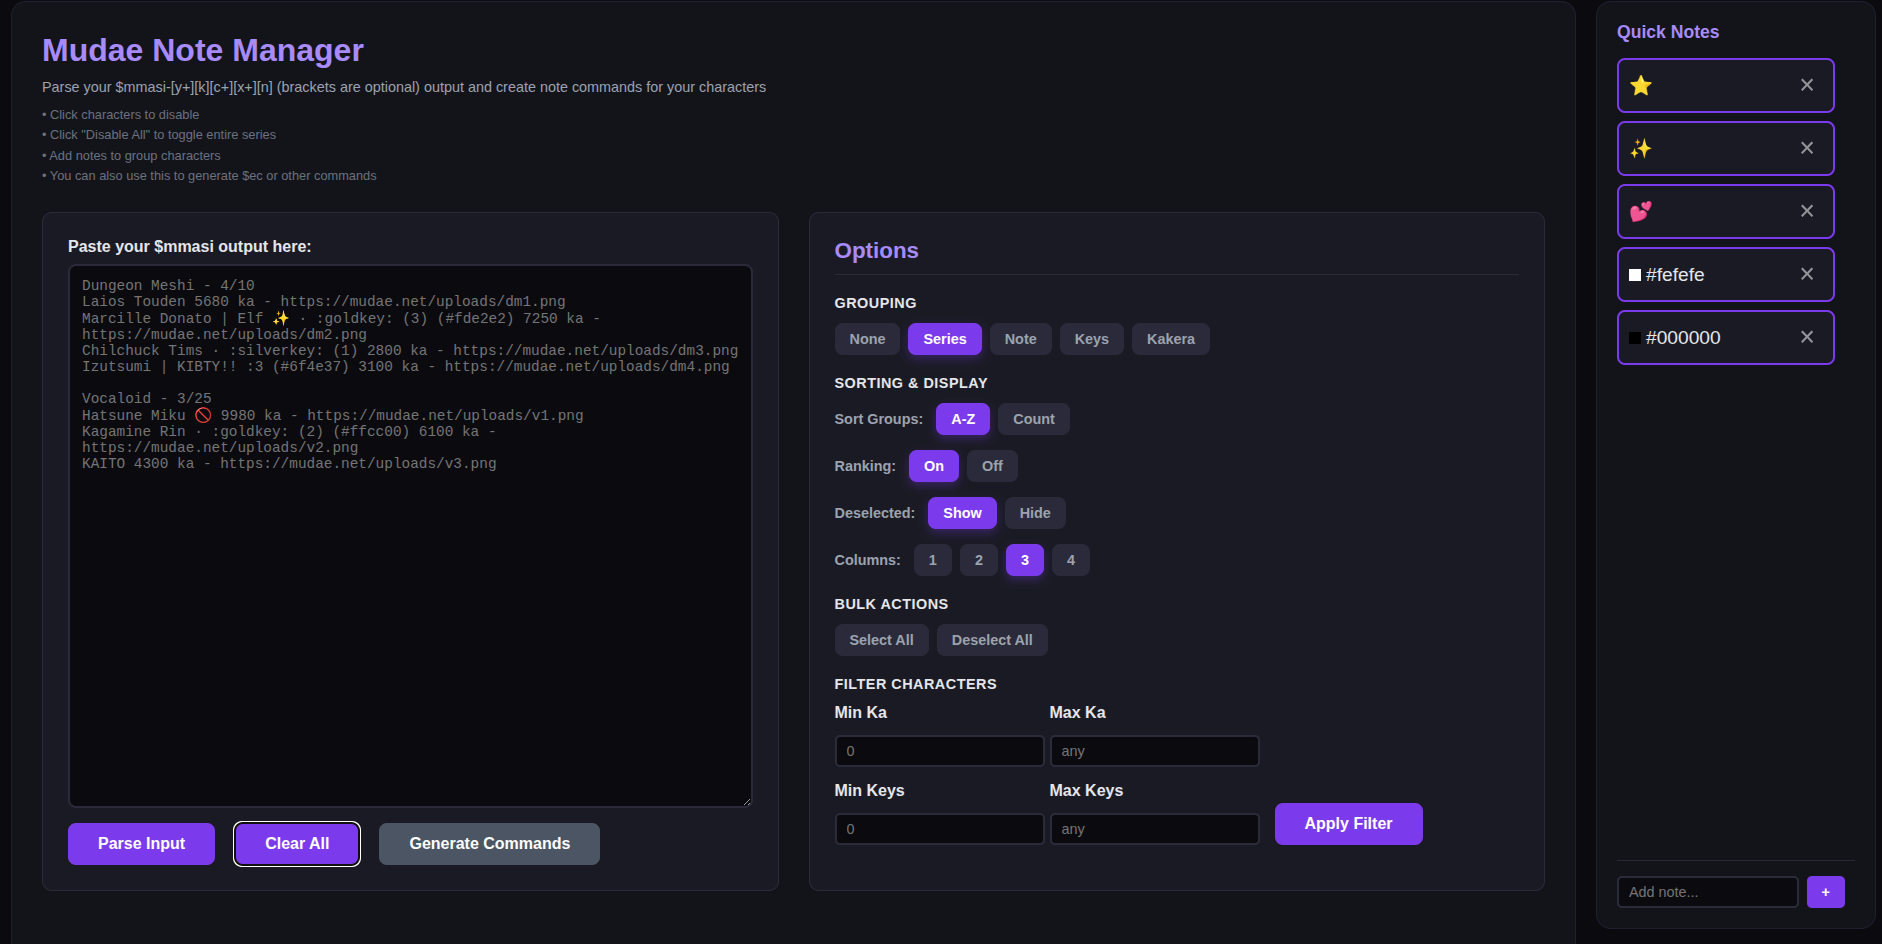 Mudae Note Manager
Parse your $mmasi-[y+][k][c+][x+][n] (brackets are optional) output and create note commands for your characters
• Click characters to disable
• Click "Disable All" to toggle entire series
• Add notes to group characters
• You can also use this to generate $ec or other commands
Paste your $mmasi output here:
Dungeon Meshi - 4/10
Laios Touden 5680 ka - https://mudae.net/uploads/dm1.png
Marcille Donato | Elf ✨ · :goldkey: (3) (#fde2e2) 7250 ka -
https://mudae.net/uploads/dm2.png
Chilchuck Tims · :silverkey: (1) 2800 ka - https://mudae.net/uploads/dm3.png
Izutsumi | KIBTY!! :3 (#6f4e37) 3100 ka - https://mudae.net/uploads/dm4.png
Vocaloid - 3/25
Hatsune Miku 🚫 9980 ka - https://mudae.net/uploads/v1.png
Kagamine Rin · :goldkey: (2) (#ffcc00) 6100 ka -
https://mudae.net/uploads/v2.png
KAITO 4300 ka - https://mudae.net/uploads/v3.png
Parse Input
Clear All
Generate Commands
Options
GROUPING
None
Series
Note
Keys
Kakera
SORTING & DISPLAY
Sort Groups: A-Z Count
Ranking: On Off
Deselected: Show Hide
Columns: 1 2 3 4
BULK ACTIONS
Select All
Deselect All
FILTER CHARACTERS
Min Ka
Max Ka
0
any
Min Keys
Max Keys
0
any
Apply Filter
Quick Notes
⭐ ✕
✨ ✕
💕 ✕
#fefefe ✕
#000000 ✕
Add note...
+